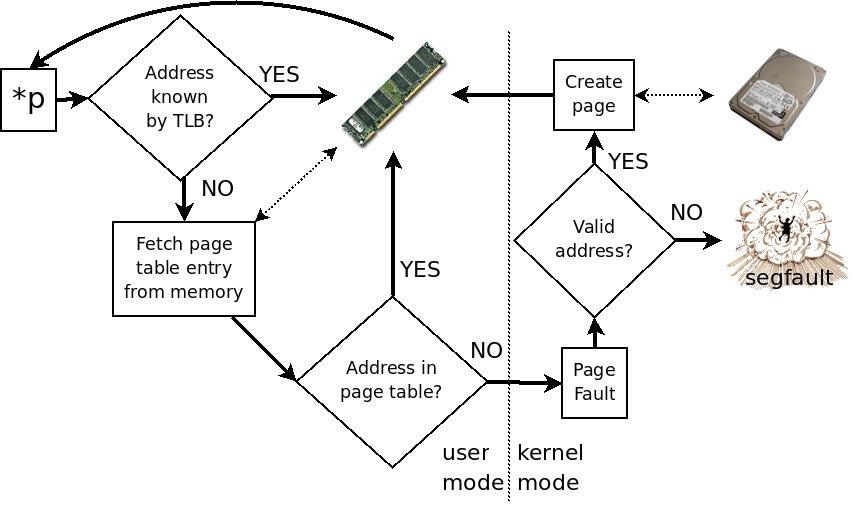 *p
Address
known
by TLB?
YES
NO
Fetch page
table entry
from memory
Address in
page table?
YES
NO
user
mode
kernel
mode
Page
Fault
Valid
address?
YES
NO
Create
page
segfault